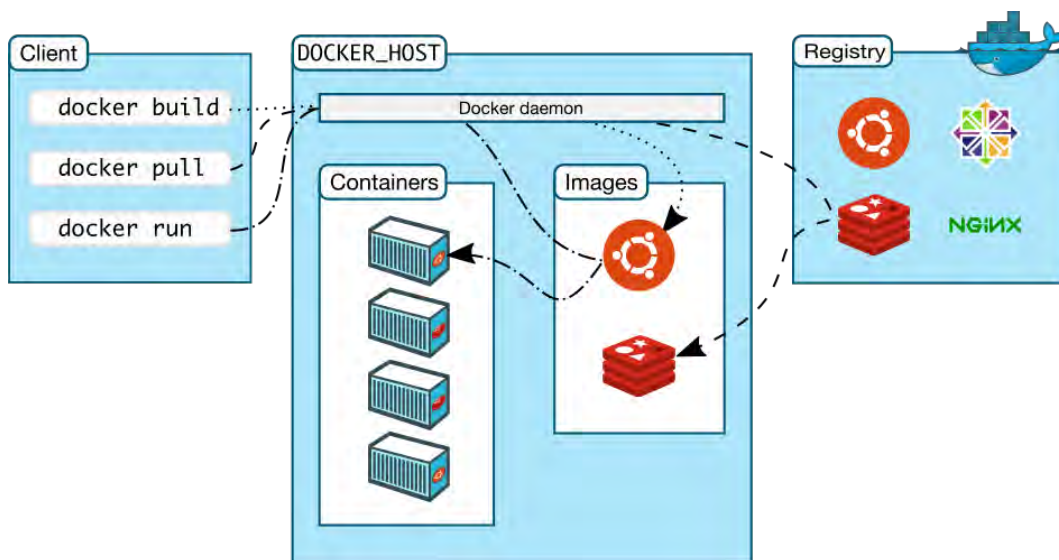 Client
docker build
docker pull
docker run
DOCKER_HOST
Docker daemon
Containers
Images
Registry
NGiNX